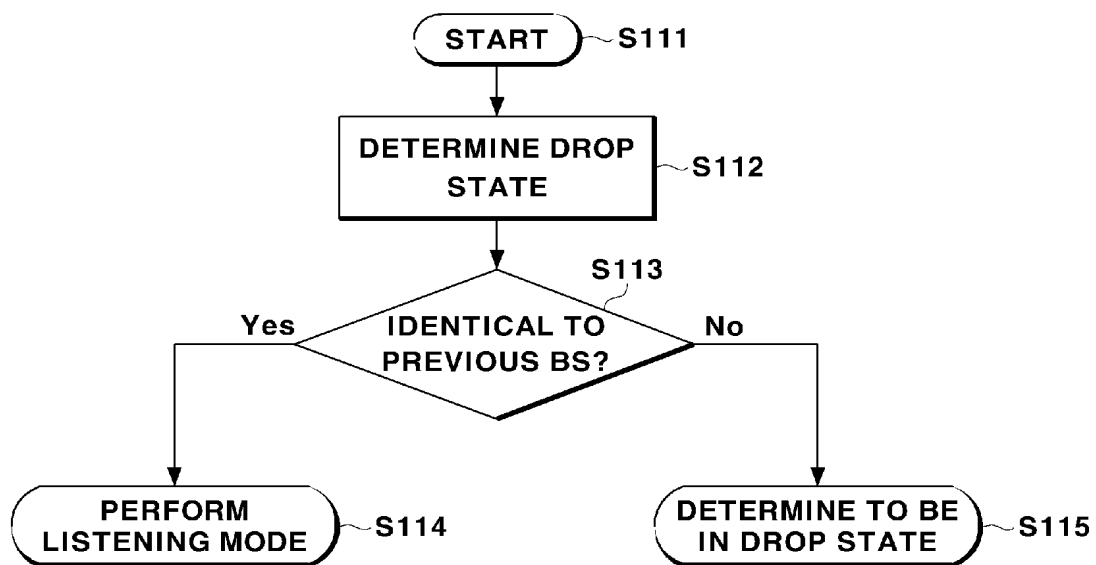 START
S111
DETERMINE DROP
STATE
S112
S113
Yes
IDENTICAL TO
PREVIOUS BS?
No
PERFORM
LISTENING MODE
S114
DETERMINE TO BE
IN DROP STATE
S115